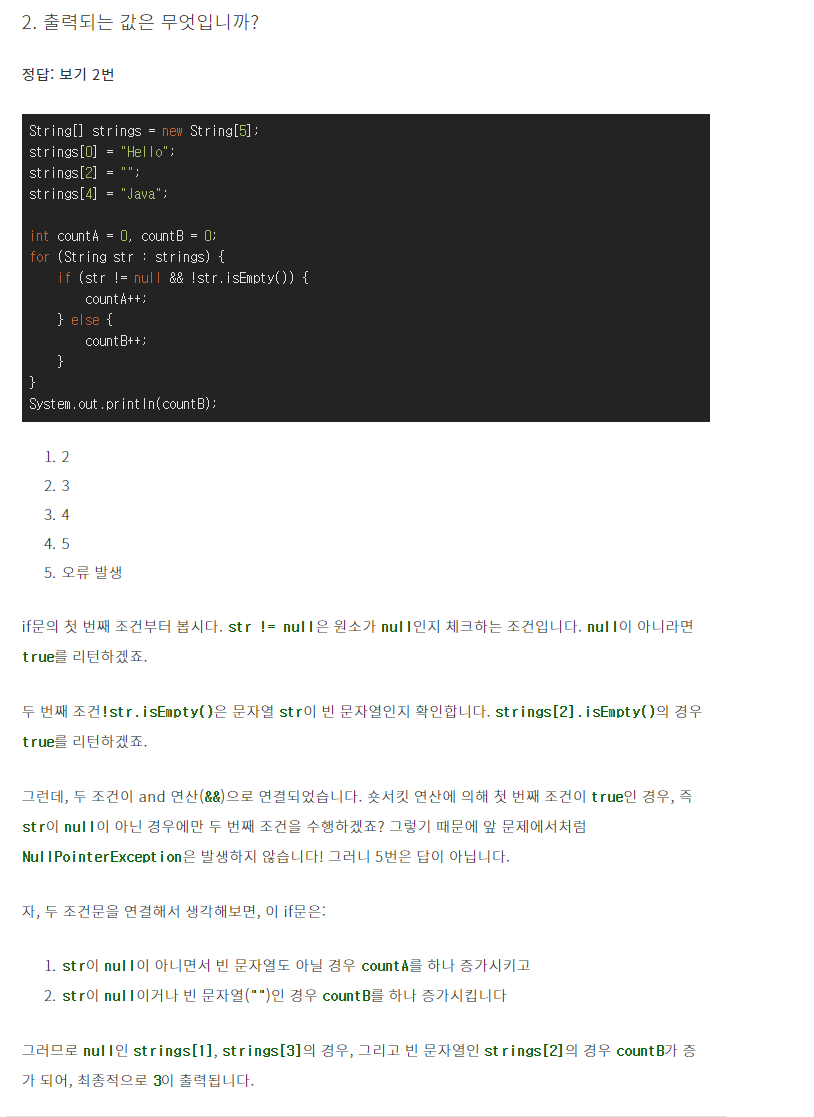 2. 출력되는 값은 무엇입니까?
정답: 보기 2번
String[] strings = new String[5];
strings[0] = "Hello";
strings[2] = "";
strings[4] = "Java";
int countA = 0, countB = 0;
for (String str : strings) {
    if (str != null && !str.isEmpty()) {
        countA++;
    } else {
        countB++;
    }
}
System.out.println(countB);
1. 2
2. 3
3. 4
4. 5
5. 오류 발생
if문의 첫 번째 조건부터 봅시다. str != null은 원소가 null인지 체크하는 조건입니다. null이 아니라면
true를 리턴하겠죠.
두 번째 조건!str.isEmpty()은 문자열 str이 빈 문자열인지 확인합니다. strings[2].isEmpty()의 경우
true를 리턴하겠죠.
그런데, 두 조건이 and 연산(&&)으로 연결되었습니다. 숏서킷 연산에 의해 첫 번째 조건이 true인 경우, 즉
str이 null이 아닌 경우에만 두 번째 조건을 수행하겠죠? 그렇기 때문에 앞 문제에서처럼
NullPointerException은 발생하지 않습니다! 그러니 5번은 답이 아닙니다.
자, 두 조건문을 연결해서 생각해보면, 이 if문은:
1. str이 null이 아니면서 빈 문자열도 아닐 경우 countA를 하나 증가시키고
2. str이 null이거나 빈 문자열("")인 경우 countB를 하나 증가시킵니다
그러므로 null인 strings[1], strings[3]의 경우, 그리고 빈 문자열인 strings[2]의 경우 countB가 증
가 되어, 최종적으로 3이 출력됩니다.